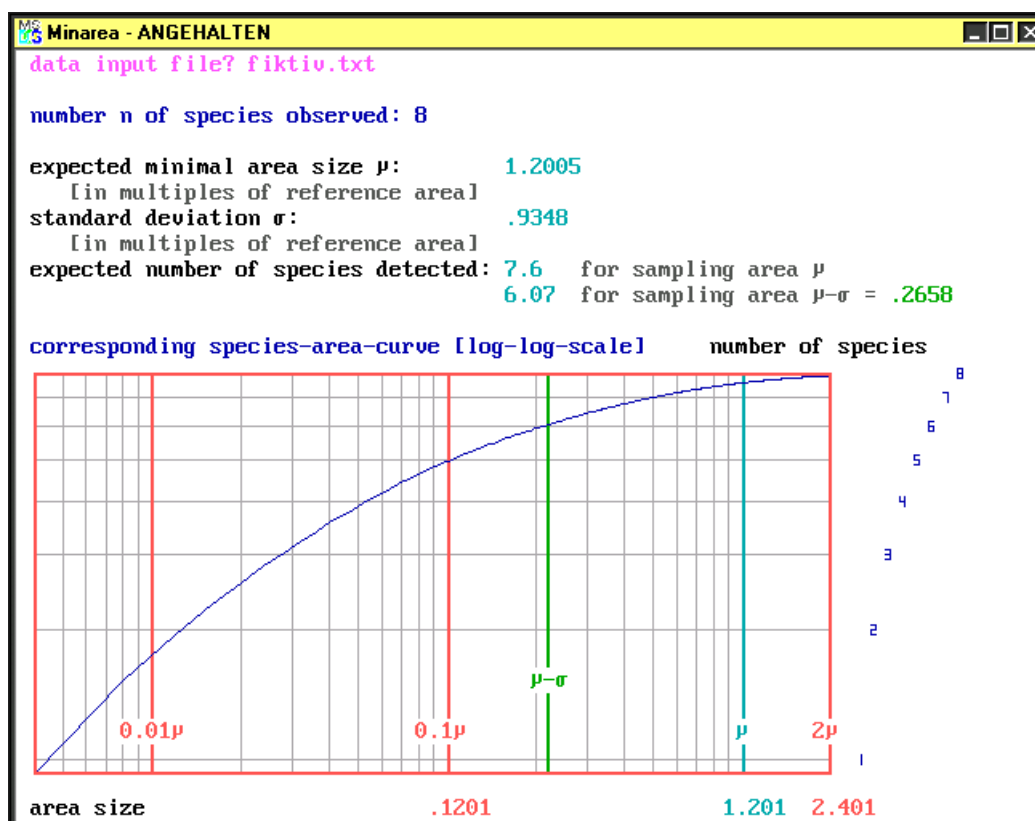 Minarea - ANGEHALTEN
data input file? fiktiv.txt
number n of species observed: 8
expected minimal area size µ: 1.2005
[in multiples of reference area]
standard deviation σ: .9348
[in multiples of reference area]
expected number of species detected: 7.6 for sampling area µ
6.07 for sampling area µ-σ = .2658
corresponding species-area-curve [log-log-scale] number of species
8
7
6
5
4
3
2
µ-σ
0.01µ 0.1µ µ 2µ
1
area size .1201 1.201 2.401